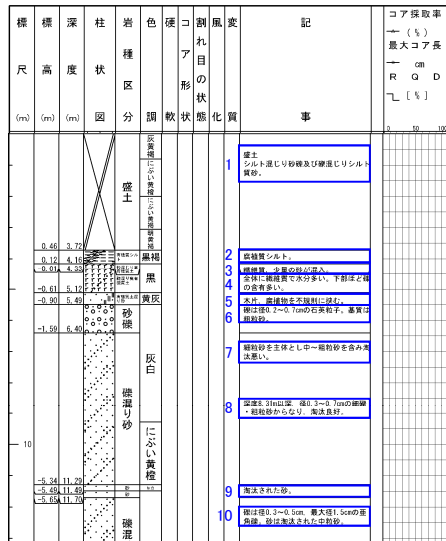 標尺 (m)
標高 (m)
深度 (m)
柱状図
岩種区分
色調
硬軟
コア形状
割れ目の状態
風化
変質
記事
コア採取率
(%)
最大コア長
cm
R Q D
[%]
0 50 100
盛土
灰黄褐
にぶい黄橙
にぶい黄褐
明黄褐
1
盛土
シルト混じり砂礫及び礫混じりシルト
質砂。
0.46 3.72
黒褐
2
腐植質シルト。
0.12 4.16
-0.01 4.33
黒
3
繊維質、少量の砂が混入。
4
全体に繊維質で水分多い。下部ほど砂
の含有多い。
-0.61 5.12
黄灰
5
木片、腐植物を不規則に挟む。
-0.90 5.49
砂礫
6
礫は径0.2~0.7cmの石英粒子。基質は
粗粒砂。
-1.59 6.40
礫混り砂
灰白
7
細粒砂を主体とし中~粗粒砂を含み淘
汰悪い。
8
深度8.31m以深、径0.3~0.7cmの細礫
・粗粒砂からなり、淘汰良好。
にぶい黄橙
10
-5.34 11.29
砂
9
淘汰された砂。
-5.49 11.49
砂
-5.65 11.70
礫混
10
礫は径0.3~0.5cm、最大径1.5cmの亜
角礫。砂は淘汰された中粒砂。